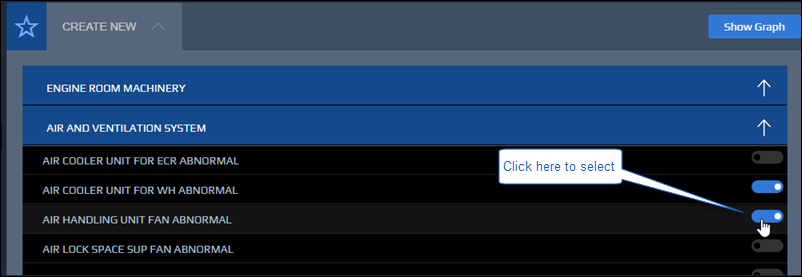 CREATE NEW
Show Graph
ENGINE ROOM MACHINERY
AIR AND VENTILATION SYSTEM
AIR COOLER UNIT FOR ECR ABNORMAL
Click here to select
AIR COOLER UNIT FOR WH ABNORMAL
AIR HANDLING UNIT FAN ABNORMAL
AIR LOCK SPACE SUP FAN ABNORMAL